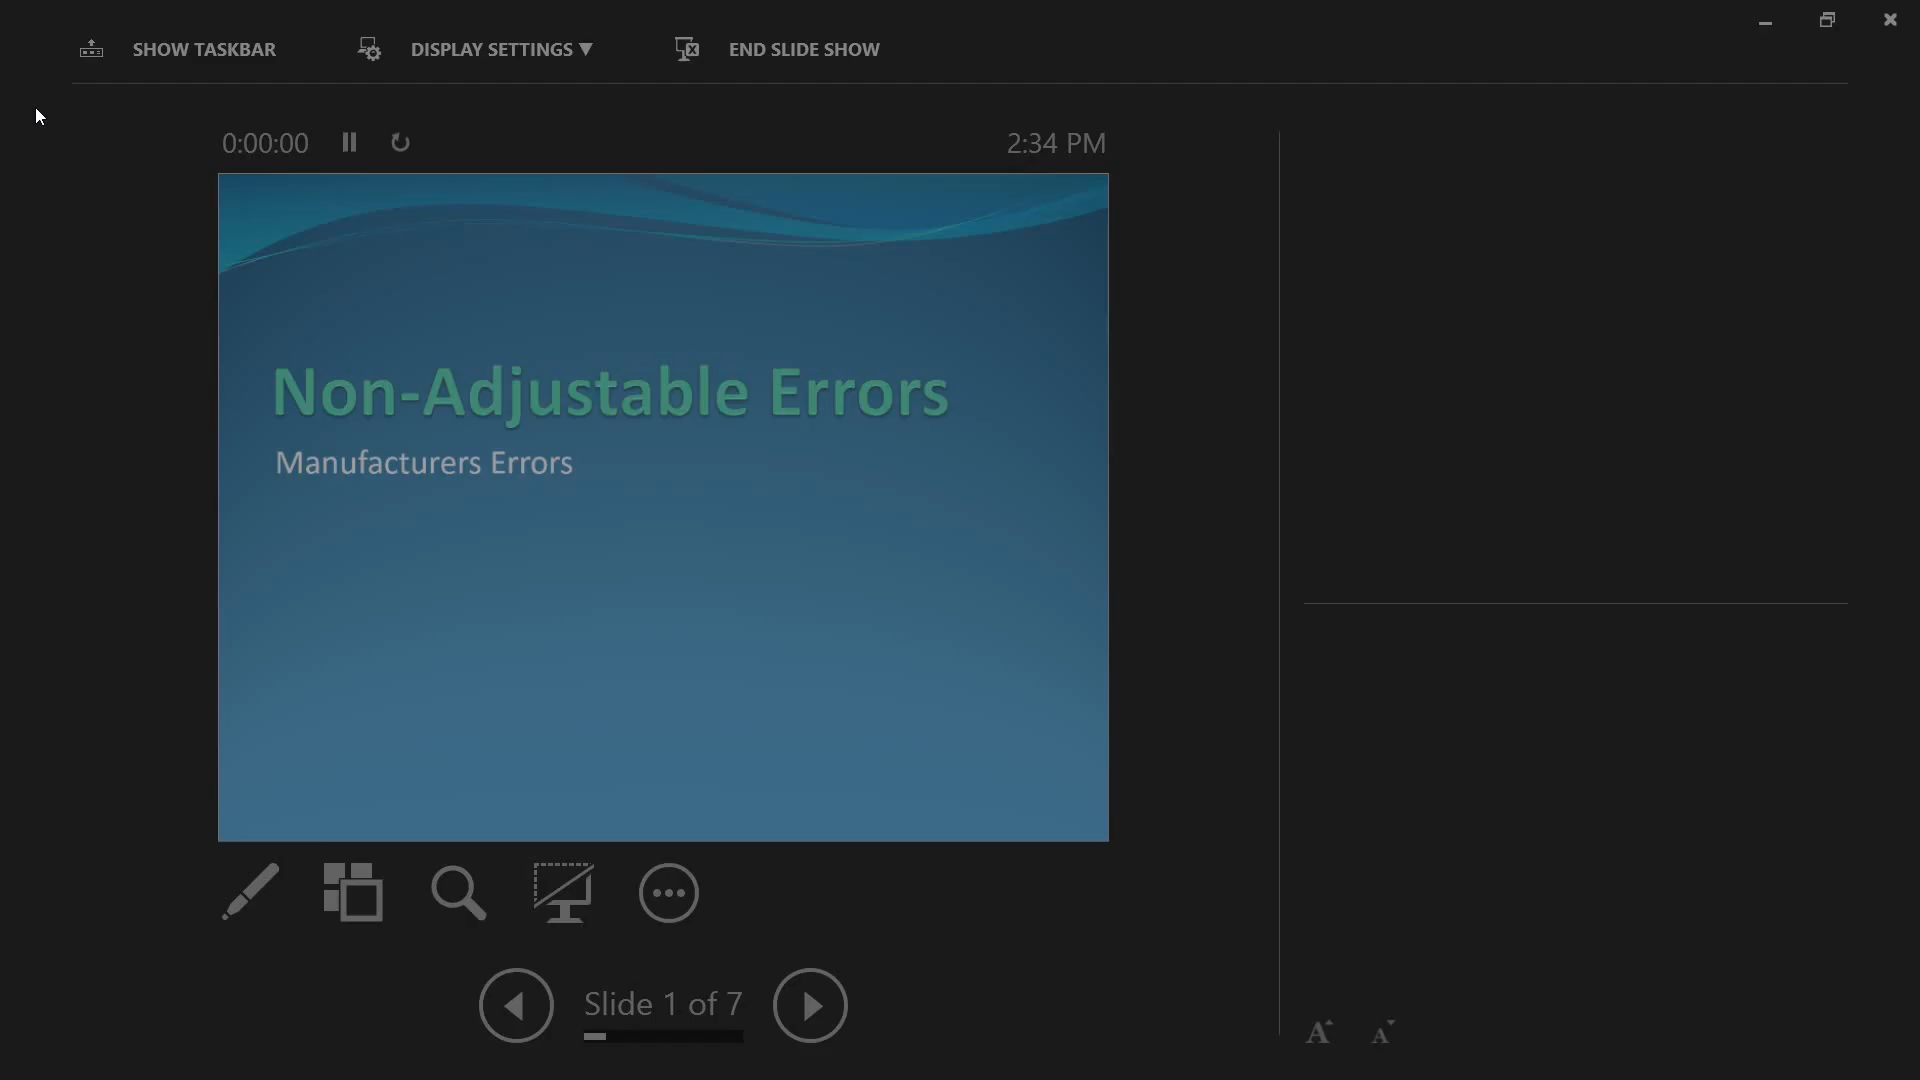 SHOW TASKBAR
DISPLAY SETTINGS ▼
END SLIDE SHOW
0:00:00
2:34 PM
Non-Adjustable Errors
Manufacturers Errors
Slide 1 of 7
A A